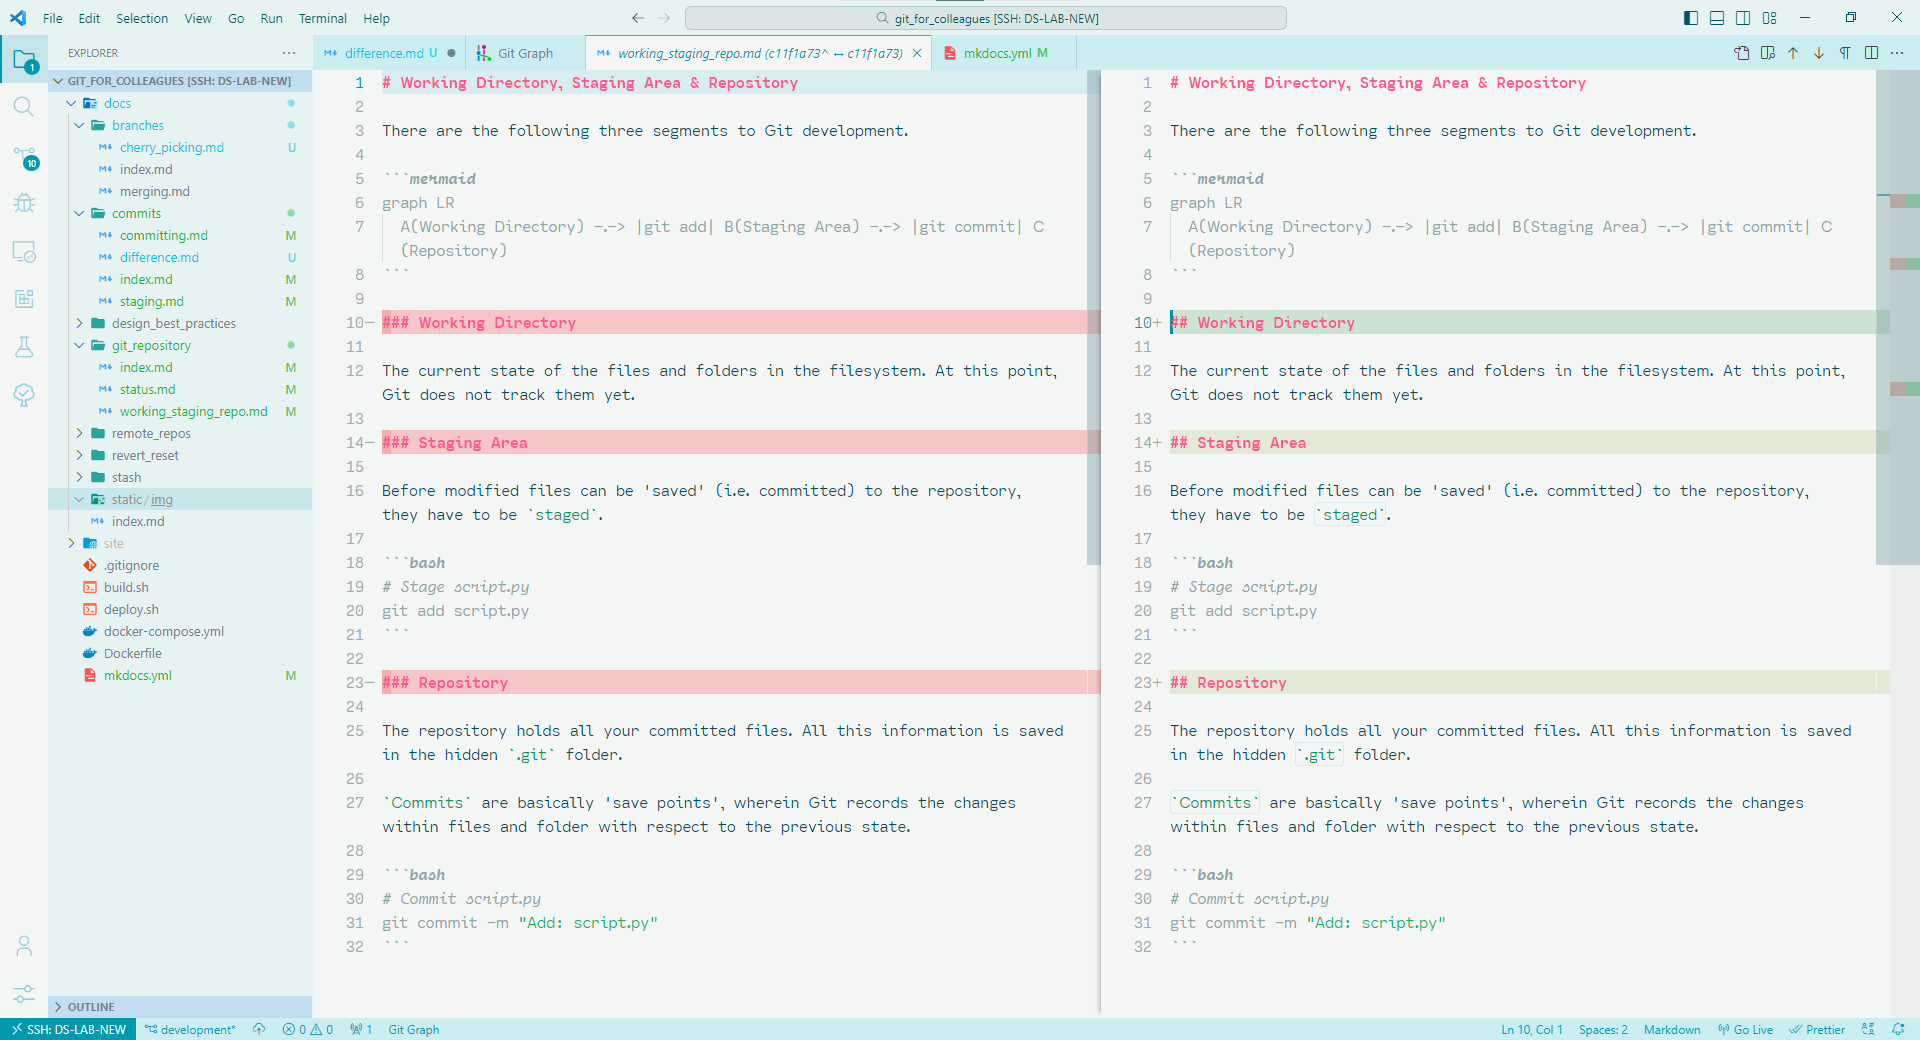 File Edit Selection View Go Run Terminal Help
git_for_colleagues [SSH: DS-LAB-NEW]
EXPLORER
difference.md U
Git Graph
working_staging_repo.md (c11f1a73^ ↔ c11f1a73)
mkdocs.yml M
GIT_FOR_COLLEAGUES [SSH: DS-LAB-NEW]
docs
branches
cherry_picking.md U
index.md
merging.md
commits
committing.md M
difference.md U
index.md M
staging.md M
design_best_practices
git_repository
index.md M
status.md M
working_staging_repo.md M
remote_repos
revert_reset
stash
static / img
index.md
site
.gitignore
build.sh
deploy.sh
docker-compose.yml
Dockerfile
mkdocs.yml M
OUTLINE
1
10
1 # Working Directory, Staging Area & Repository
2
3 There are the following three segments to Git development.
4
5 ```mermaid
6 graph LR
7 A(Working Directory) -.-> |git add| B(Staging Area) -.-> |git commit| C
(Repository)
8 ```
9
10− ### Working Directory
11
12 The current state of the files and folders in the filesystem. At this point,
Git does not track them yet.
13
14− ### Staging Area
15
16 Before modified files can be 'saved' (i.e. committed) to the repository,
they have to be `staged`.
17
18 ```bash
19 # Stage script.py
20 git add script.py
21 ```
22
23− ### Repository
24
25 The repository holds all your committed files. All this information is saved
in the hidden `.git` folder.
26
27 `Commits` are basically 'save points', wherein Git records the changes
within files and folder with respect to the previous state.
28
29 ```bash
30 # Commit script.py
31 git commit -m "Add: script.py"
32 ```
1 # Working Directory, Staging Area & Repository
2
3 There are the following three segments to Git development.
4
5 ```mermaid
6 graph LR
7 A(Working Directory) -.-> |git add| B(Staging Area) -.-> |git commit| C
(Repository)
8 ```
9
10+ ## Working Directory
11
12 The current state of the files and folders in the filesystem. At this point,
Git does not track them yet.
13
14+ ## Staging Area
15
16 Before modified files can be 'saved' (i.e. committed) to the repository,
they have to be `staged`.
17
18 ```bash
19 # Stage script.py
20 git add script.py
21 ```
22
23+ ## Repository
24
25 The repository holds all your committed files. All this information is saved
in the hidden `.git` folder.
26
27 `Commits` are basically 'save points', wherein Git records the changes
within files and folder with respect to the previous state.
28
29 ```bash
30 # Commit script.py
31 git commit -m "Add: script.py"
32 ```
SSH: DS-LAB-NEW development* 0 0 1 Git Graph
Ln 10, Col 1 Spaces: 2 Markdown Go Live Prettier